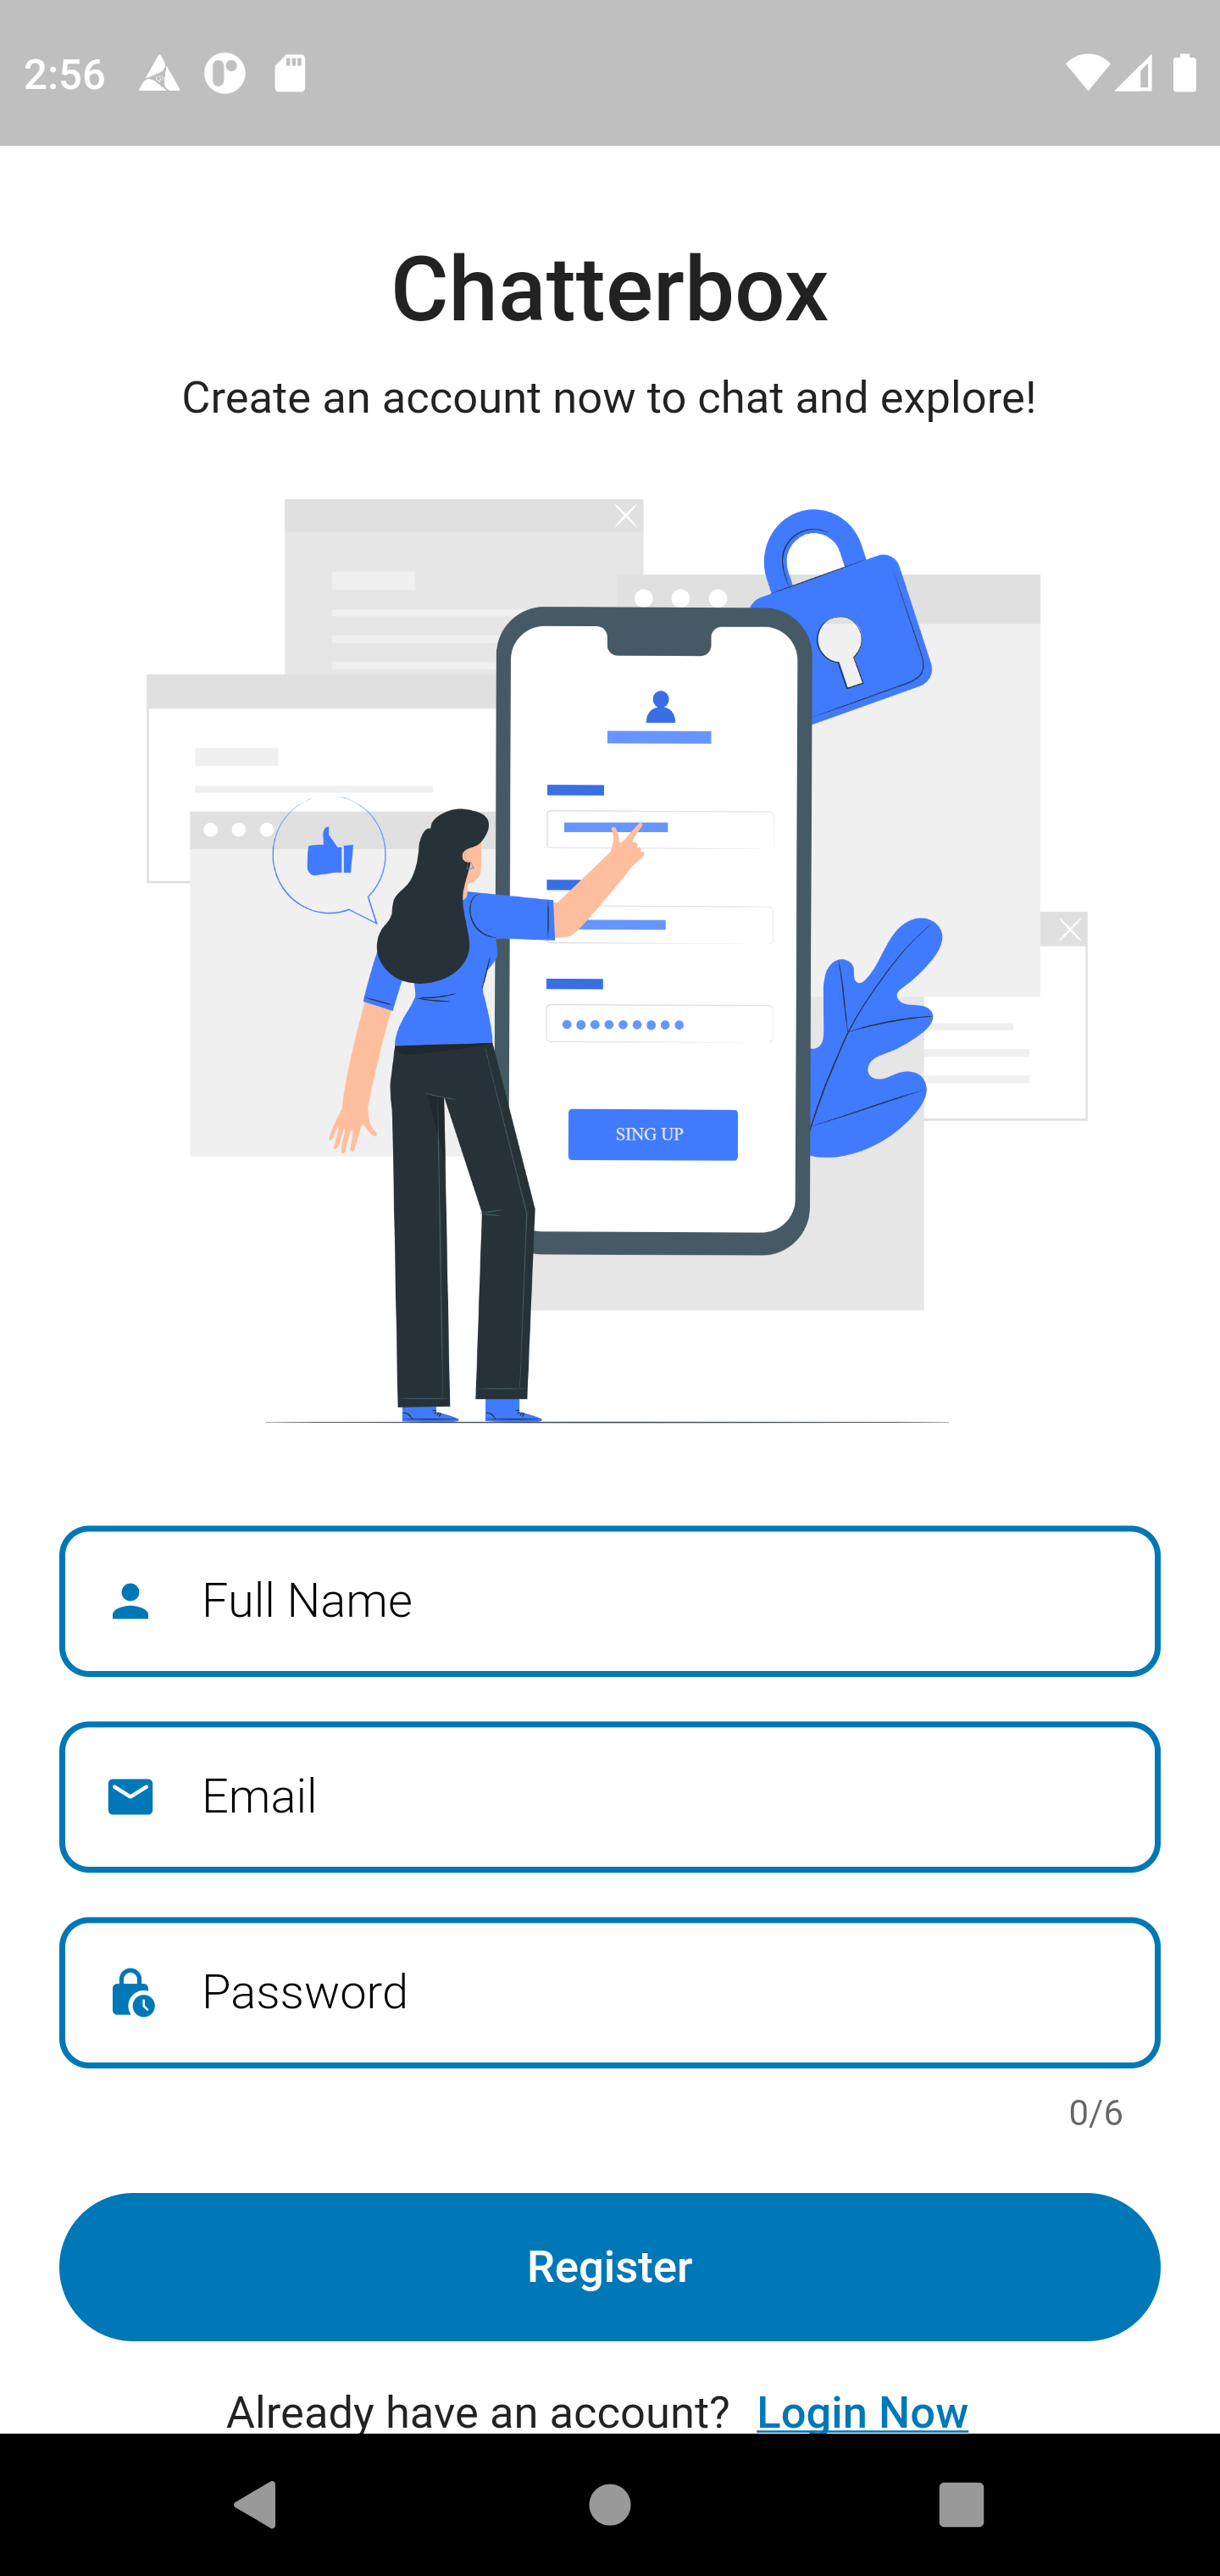 2:56
Chatterbox
Create an account now to chat and explore!
SING UP
Full Name
Email
Password
0/6
Register
Already have an account? Login Now